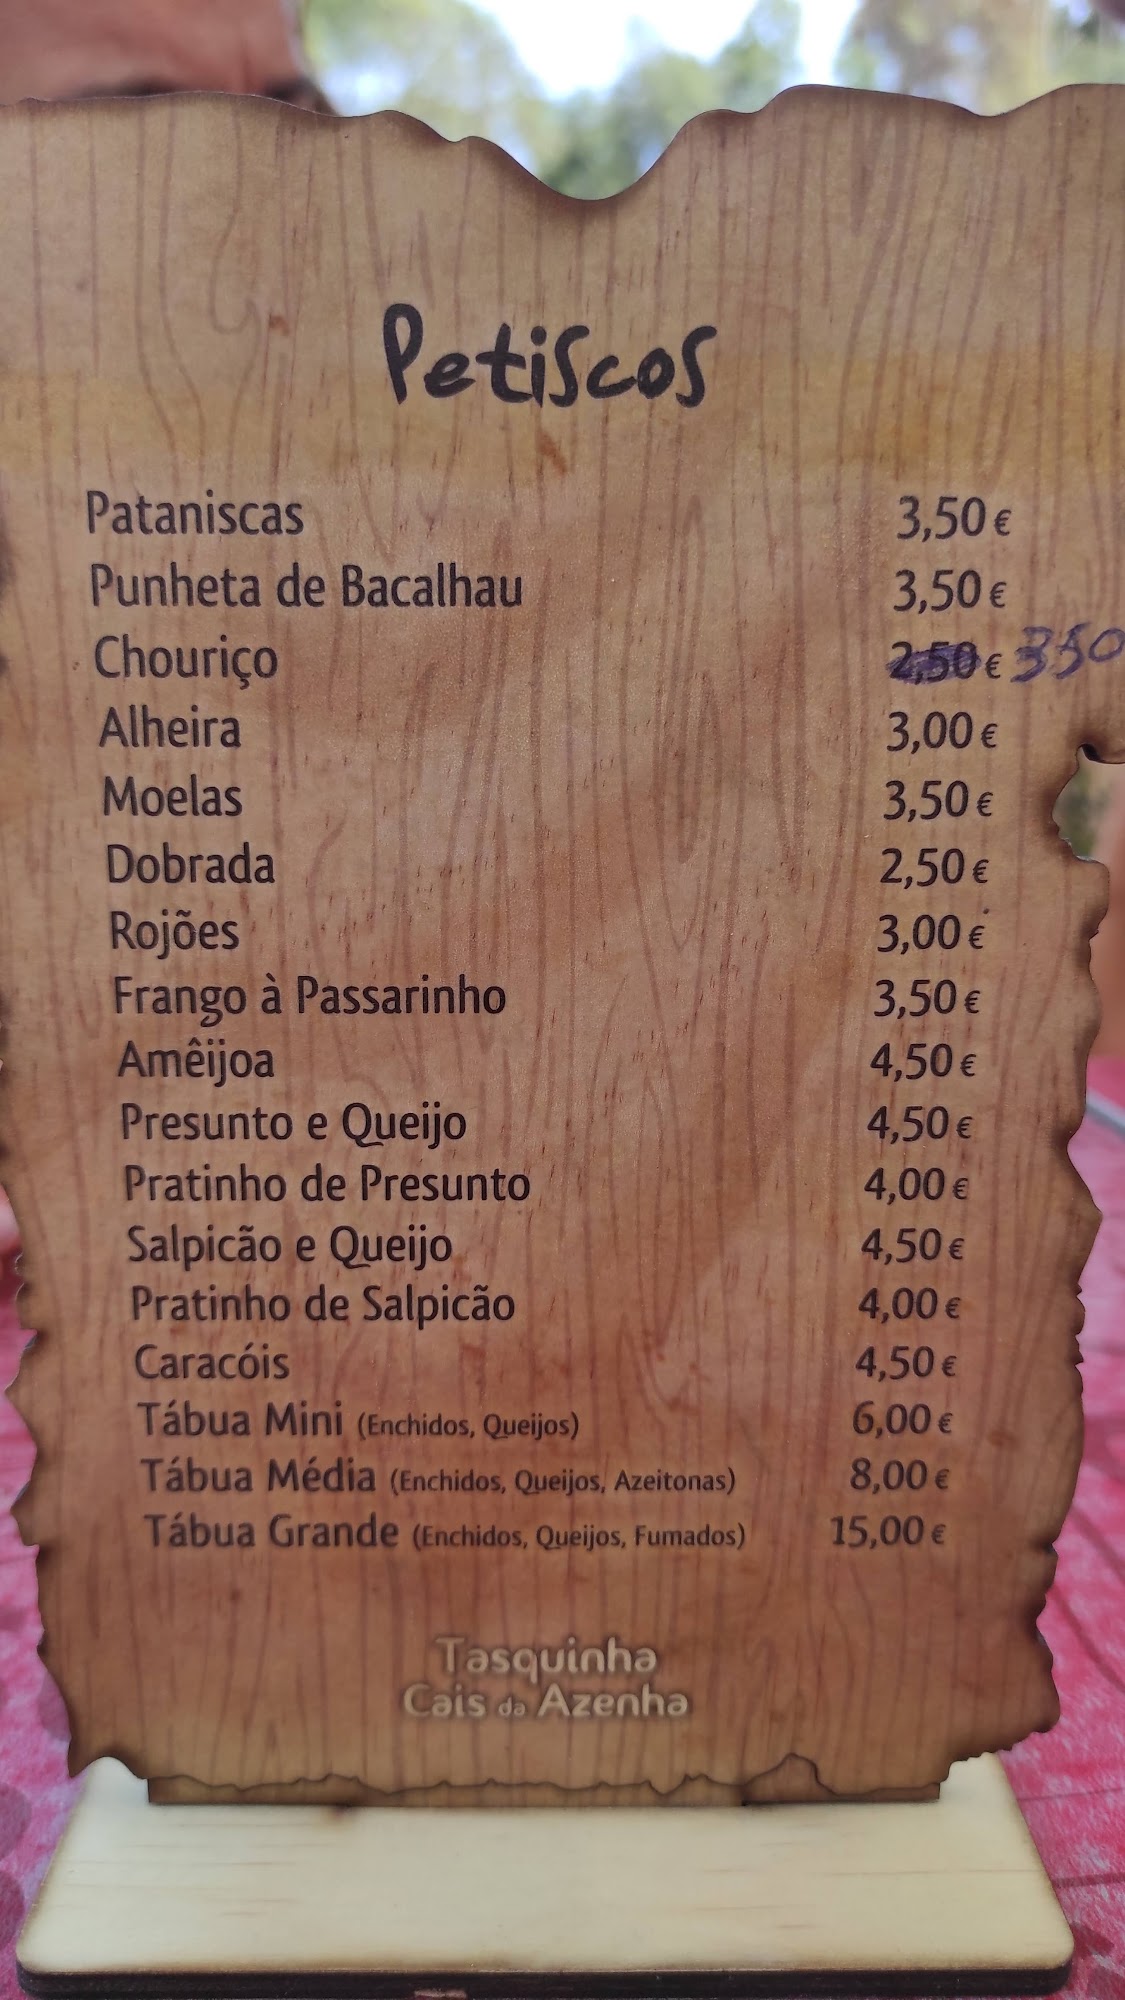 Petiscos
Pataniscas 3,50 €
Punheta de Bacalhau 3,50 €
Chouriço 2,50 € 350
Alheira 3,00 €
Moelas 3,50 €
Dobrada 2,50 €
Rojões 3,00 €
Frango à Passarinho 3,50 €
Amêijoa 4,50 €
Presunto e Queijo 4,50 €
Pratinho de Presunto 4,00 €
Salpicão e Queijo 4,50 €
Pratinho de Salpicão 4,00 €
Caracóis 4,50 €
Tábua Mini (Enchidos, Queijos) 6,00 €
Tábua Média (Enchidos, Queijos, Azeitonas) 8,00 €
Tábua Grande (Enchidos, Queijos, Fumados) 15,00 €
Tasquinha
Cais da Azenha